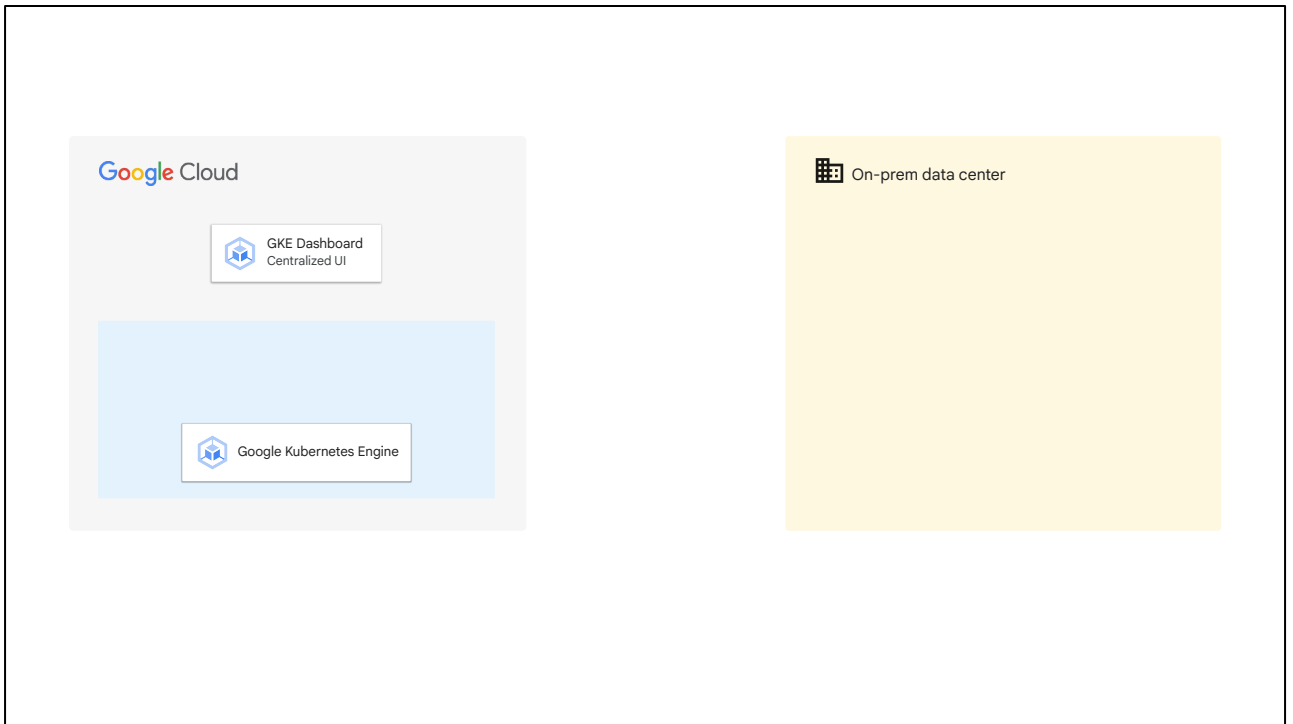 Google Cloud
GKE Dashboard
Centralized UI
Google Kubernetes Engine
On-prem data center